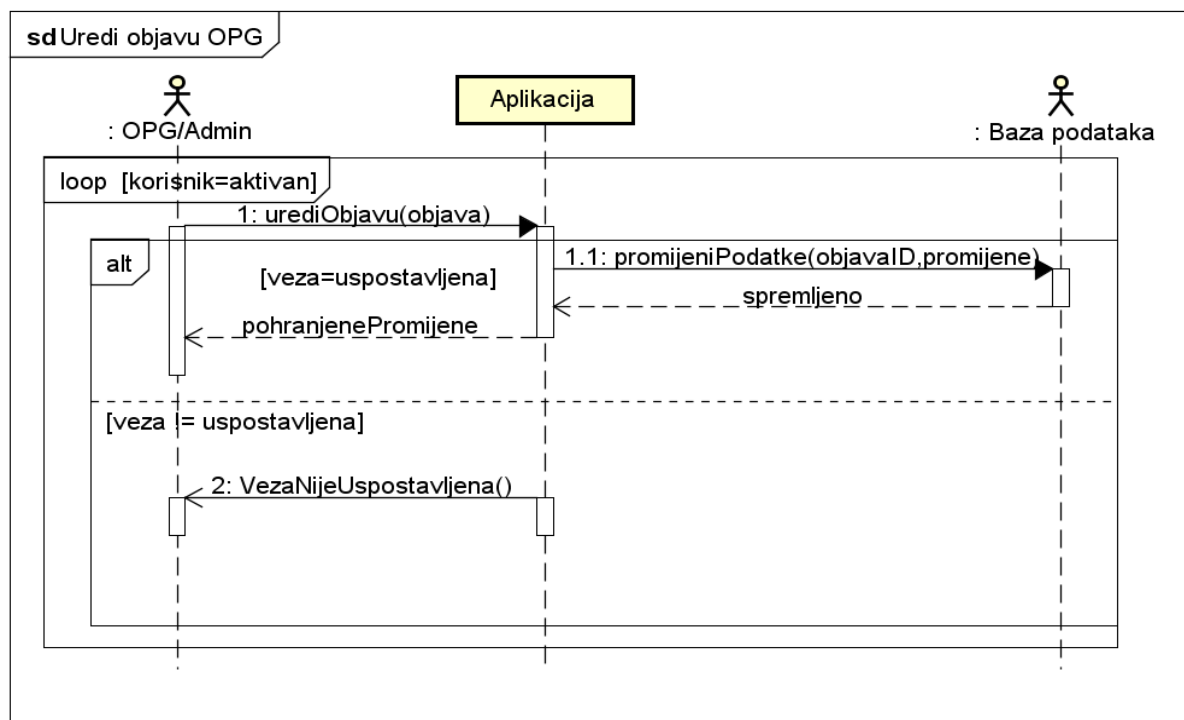 sd Uredi objavu OPG
: OPG/Admin
Aplikacija
: Baza podataka
loop [korisnik=aktivan]
1: urediObjavu(objava)
alt
1.1: promijeniPodatke(objavaID,promijene)
[veza=uspostavljena]
spremljeno
pohranjenePromijene
[veza != uspostavljena]
2: VezaNijeUspostavljena()